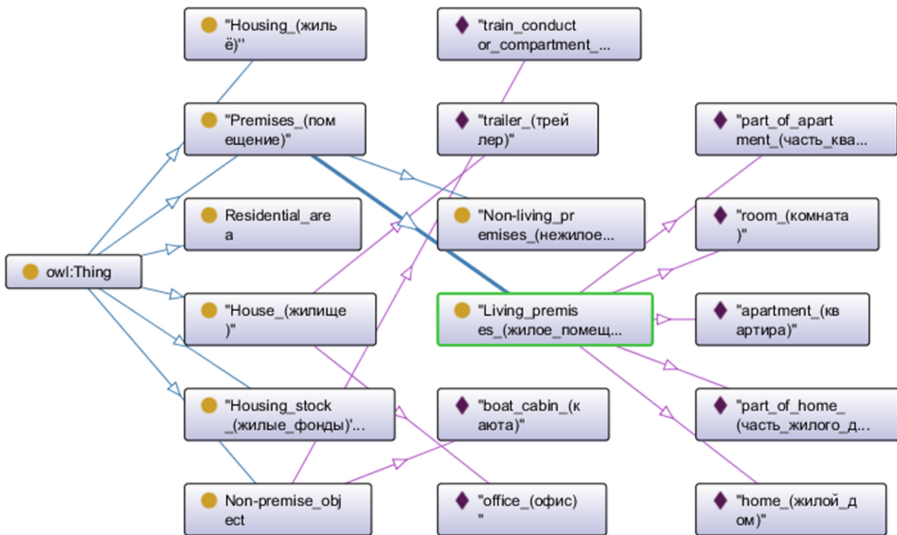 "Housing_(жиль
ё)"
"train_conduct
or_compartment_...
"Premises_(пом
ещение)"
"trailer_(трей
лер)"
"part_of_apart
ment_(часть_ква...
Residential_are
a
"Non-living_pr
emises_(нежилое...
"room_(комната
)"
owl:Thing
"House_(жилище
)"
"Living_premis
es_(жилое_помещ...
"apartment_(кв
артира)"
"Housing_stock
_(жилые_фонды)'...
"boat_cabin_(к
аюта)"
"part_of_home_
(часть_жилого_д...
Non-premise_obj
ect
"office_(офис)
"
"home_(жилой_д
ом)"